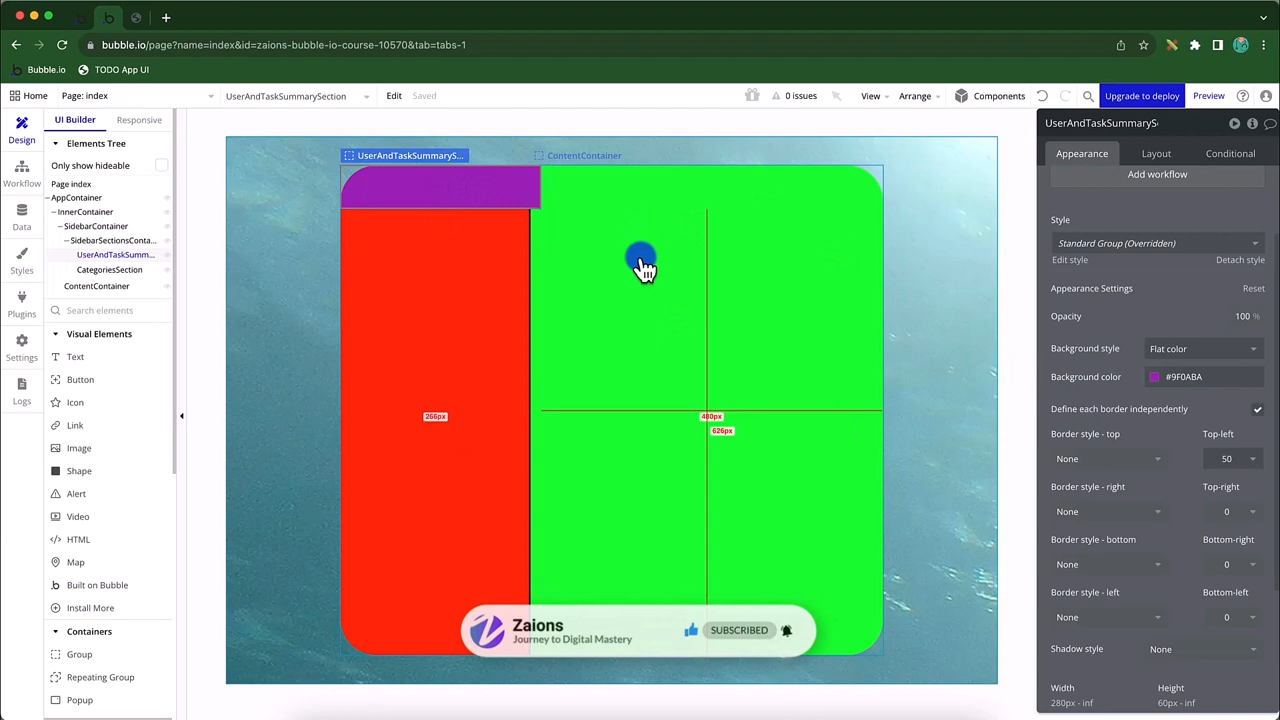 bubble.io/page?name=index&id=zaions-bubble-io-course-10570&tab=tabs-1
Bubble.io
TODO App UI
Home
Page: index
UserAndTaskSummarySection
Edit
Saved
0 issues
View
Arrange
Components
Upgrade to deploy
Preview
Design
Workflow
Data
Styles
Plugins
Settings
Logs
UI Builder
Responsive
Elements Tree
Only show hideable
Page index
AppContainer
InnerContainer
SidebarContainer
SidebarSectionsConta...
UserAndTaskSumm...
CategoriesSection
ContentContainer
Search elements
Visual Elements
Text
Button
Icon
Link
Image
Shape
Alert
Video
HTML
Map
Built on Bubble
Install More
Containers
Group
Repeating Group
Popup
UserAndTaskSummaryS...
ContentContainer
266px
480px
626px
Zaions
Journey to Digital Mastery
SUBSCRIBED
UserAndTaskSummaryS
Appearance
Layout
Conditional
Add workflow
Style
Standard Group (Overridden)
Edit style
Detach style
Appearance Settings
Reset
Opacity
100 %
Background style
Flat color
Background color
#9F0ABA
Define each border independently
Border style - top
Top-left
None
50
Border style - right
Top-right
None
0
Border style - bottom
Bottom-right
None
0
Border style - left
Bottom-left
None
0
Shadow style
None
Width
Height
280px - inf
60px - inf